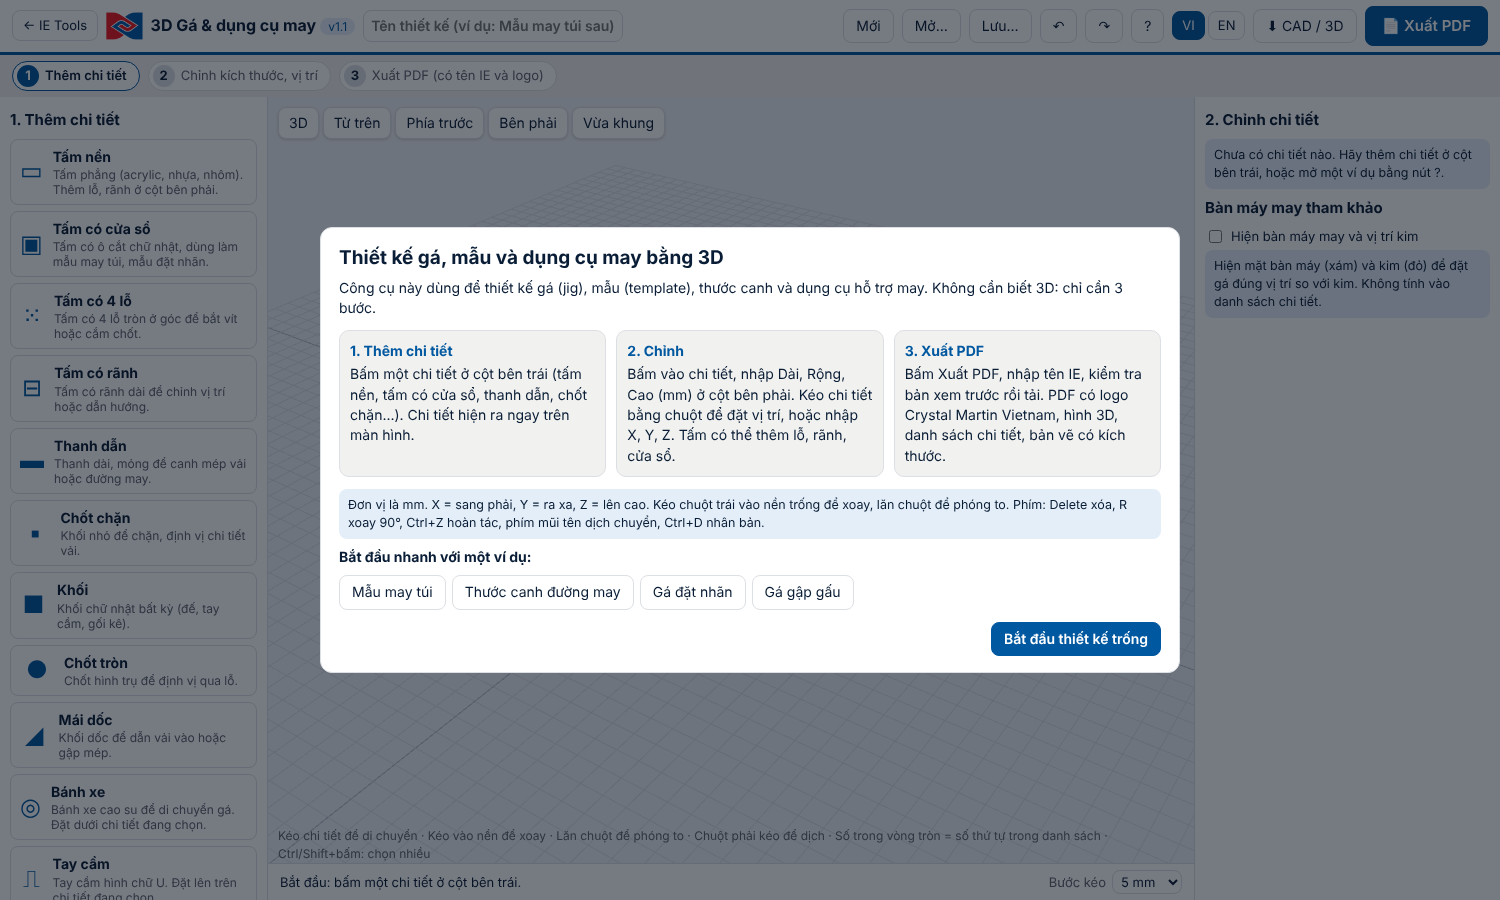 ← IE Tools
3D Gá & dụng cụ may v1.1
Tên thiết kế (ví dụ: Mẫu may túi sau)
Mới
Mở...
Lưu...
↶
↷
?
VI
EN
⬇ CAD / 3D
📄 Xuất PDF
1 Thêm chi tiết
2 Chỉnh kích thước, vị trí
3 Xuất PDF (có tên IE và logo)
1. Thêm chi tiết
Tấm nền
Tấm phẳng (acrylic, nhựa, nhôm).
Thêm lỗ, rãnh ở cột bên phải.
Tấm có cửa sổ
Tấm có ô cắt chữ nhật, dùng làm
mẫu may túi, mẫu đặt nhãn.
Tấm có 4 lỗ
Tấm có 4 lỗ tròn ở góc để bắt vít
hoặc cắm chốt.
Tấm có rãnh
Tấm có rãnh dài để chỉnh vị trí
hoặc dẫn hướng.
Thanh dẫn
Thanh dài, mỏng để canh mép vải
hoặc đường may.
Chốt chặn
Khối nhỏ để chặn, định vị chi tiết
vải.
Khối
Khối chữ nhật bất kỳ (đế, tay
cầm, gối kê).
Chốt tròn
Chốt hình trụ để định vị qua lỗ.
Mái dốc
Khối dốc để dẫn vải vào hoặc
gập mép.
Bánh xe
Bánh xe cao su để di chuyển gá.
Đặt dưới chi tiết đang chọn.
Tay cầm
Tay cầm hình chữ U. Đặt lên trên
chi tiết đang chọn.
3D
Từ trên
Phía trước
Bên phải
Vừa khung
Thiết kế gá, mẫu và dụng cụ may bằng 3D
Công cụ này dùng để thiết kế gá (jig), mẫu (template), thước canh và dụng cụ hỗ trợ may. Không cần biết 3D: chỉ cần 3
bước.
1. Thêm chi tiết
Bấm một chi tiết ở cột bên trái (tấm
nền, tấm có cửa sổ, thanh dẫn, chốt
chặn...). Chi tiết hiện ra ngay trên
màn hình.
2. Chỉnh
Bấm vào chi tiết, nhập Dài, Rộng,
Cao (mm) ở cột bên phải. Kéo chi tiết
bằng chuột để đặt vị trí, hoặc nhập
X, Y, Z. Tấm có thể thêm lỗ, rãnh,
cửa sổ.
3. Xuất PDF
Bấm Xuất PDF, nhập tên IE, kiểm tra
bản xem trước rồi tải. PDF có logo
Crystal Martin Vietnam, hình 3D,
danh sách chi tiết, bản vẽ có kích
thước.
Đơn vị là mm. X = sang phải, Y = ra xa, Z = lên cao. Kéo chuột trái vào nền trống để xoay, lăn chuột để phóng to. Phím: Delete xóa, R
xoay 90°, Ctrl+Z hoàn tác, phím mũi tên dịch chuyển, Ctrl+D nhân bản.
Bắt đầu nhanh với một ví dụ:
Mẫu may túi
Thước canh đường may
Gá đặt nhãn
Gá gập gấu
Bắt đầu thiết kế trống
Kéo chi tiết để di chuyển · Kéo vào nền để xoay · Lăn chuột để phóng to · Chuột phải kéo để dịch · Số trong vòng tròn = số thứ tự trong danh sách ·
Ctrl/Shift+bấm: chọn nhiều
Bắt đầu: bấm một chi tiết ở cột bên trái.
Bước kéo 5 mm
2. Chỉnh chi tiết
Chưa có chi tiết nào. Hãy thêm chi tiết ở cột
bên trái, hoặc mở một ví dụ bằng nút ?.
Bàn máy may tham khảo
Hiện bàn máy may và vị trí kim
Hiện mặt bàn máy (xám) và kim (đỏ) để đặt
gá đúng vị trí so với kim. Không tính vào
danh sách chi tiết.